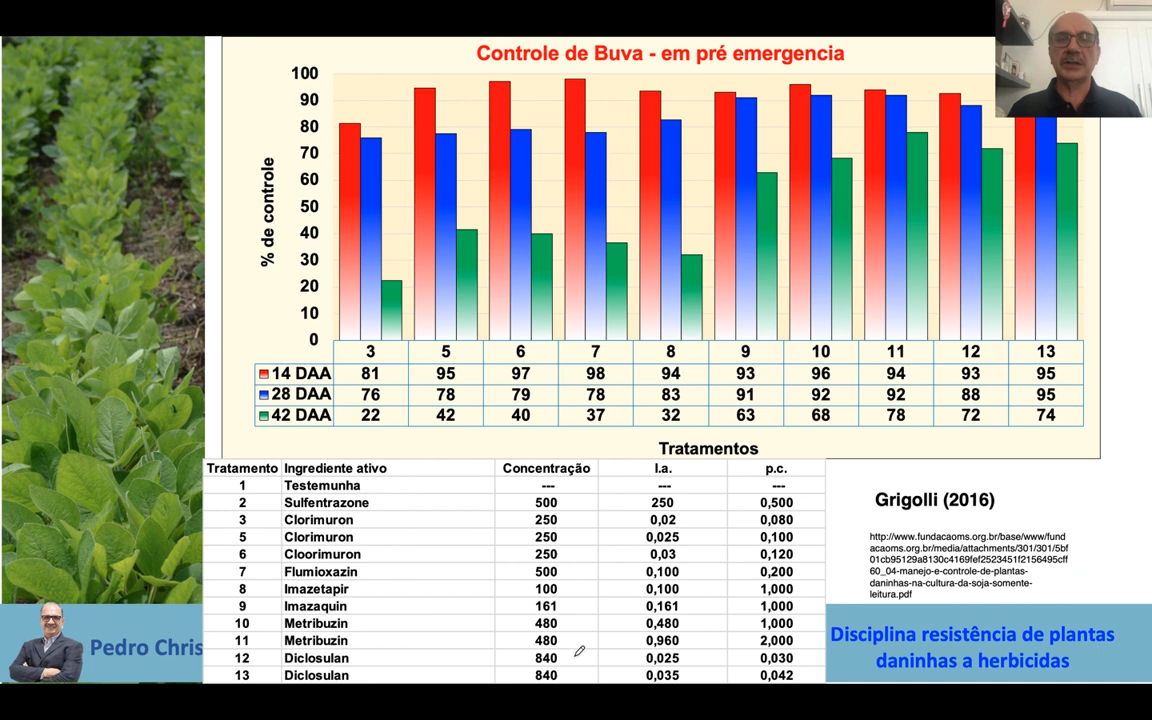 Controle de Buva - em pré emergencia
% de controle
100
90
80
70
60
50
40
30
20
10
0
3 5 6 7 8 9 10 11 12 13
14 DAA 81 95 97 98 94 93 96 94 93 95
28 DAA 76 78 79 78 83 91 92 92 88 95
42 DAA 22 42 40 37 32 63 68 78 72 74
Tratamentos
Tratamento Ingrediente ativo Concentração I.a. p.c.
1 Testemunha --- --- ---
2 Sulfentrazone 500 250 0,500
3 Clorimuron 250 0,02 0,080
5 Clorimuron 250 0,025 0,100
6 Cloorimuron 250 0,03 0,120
7 Flumioxazin 500 0,100 0,200
8 Imazetapir 100 0,100 1,000
9 Imazaquin 161 0,161 1,000
10 Metribuzin 480 0,480 1,000
11 Metribuzin 480 0,960 2,000
12 Diclosulan 840 0,025 0,030
13 Diclosulan 840 0,035 0,042
Grigolli (2016)
http://www.fundacaoms.org.br/base/www/fund
acaoms.org.br/media/attachments/301/301/5bf
01cb95129a8130c4169fef2523451f2156495cff
60_04-manejo-e-controle-de-plantas-
daninhas-na-cultura-da-soja-somente-
leitura.pdf
Pedro Chris
Disciplina resistência de plantas
daninhas a herbicidas